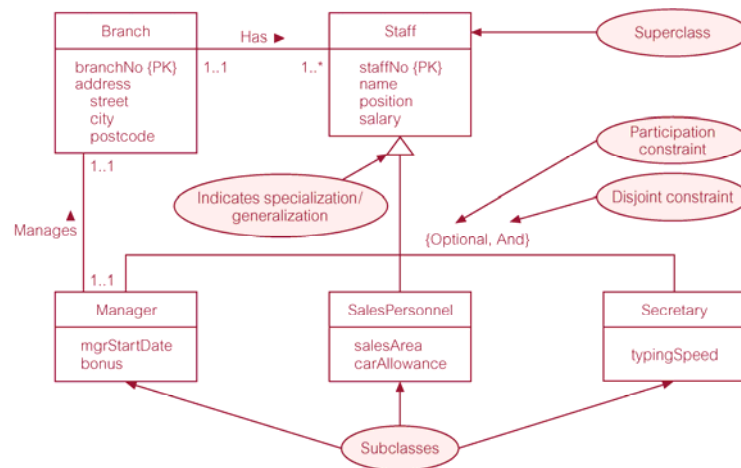 Branch
Has ►
Staff
Superclass
branchNo {PK}
address
street
city
postcode
1..1
1..*
staffNo {PK}
name
position
salary
Participation
constraint
1..1
Indicates specialization/
generalization
Disjoint constraint
▲
Manages
{Optional, And}
1..1
Manager
SalesPersonnel
Secretary
mgrStartDate
bonus
salesArea
carAllowance
typingSpeed
Subclasses